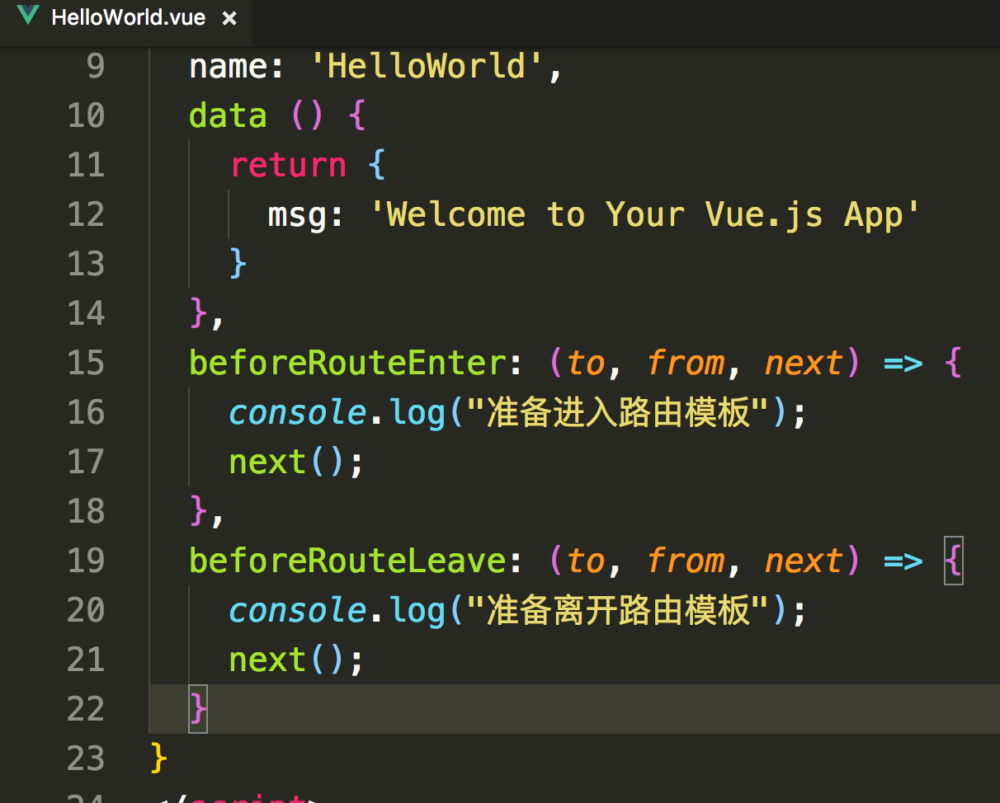 HelloWorld.vue ×
9 name: 'HelloWorld',
10 data () {
11 return {
12 msg: 'Welcome to Your Vue.js App'
13 }
14 },
15 beforeRouteEnter: (to, from, next) => {
16 console.log("准备进入路由模板");
17 next();
18 },
19 beforeRouteLeave: (to, from, next) => {
20 console.log("准备离开路由模板");
21 next();
22 }
23 }
24 </script>